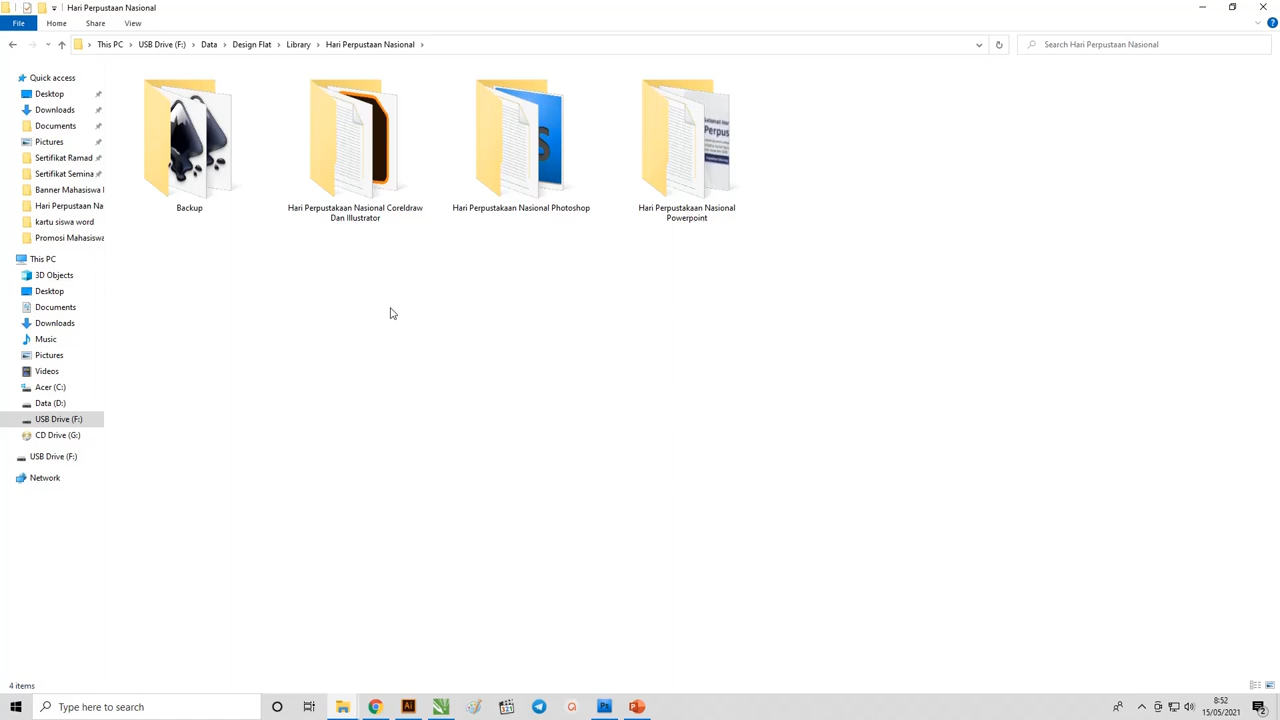 Hari Perpustaan Nasional
File Home Share View
This PC USB Drive (F:) Data Design Flat Library Hari Perpustaan Nasional
Search Hari Perpustaan Nasional
Quick access
Desktop
Downloads
Documents
Pictures
Sertifikat Ramad
Sertifikat Semina
Banner Mahasiswa
Hari Perpustaan Na
kartu siswa word
Promosi Mahasiswa
This PC
3D Objects
Desktop
Documents
Downloads
Music
Pictures
Videos
Acer (C:)
Data (D:)
USB Drive (F:)
CD Drive (G:)
USB Drive (F:)
Network
Backup
Hari Perpustakaan Nasional Coreldraw
Dan Illustrator
Hari Perpustakaan Nasional Photoshop
Hari Perpustakaan Nasional
Powerpoint
4 items
Type here to search
Ai
Ps
8:52
15/05/2021
2